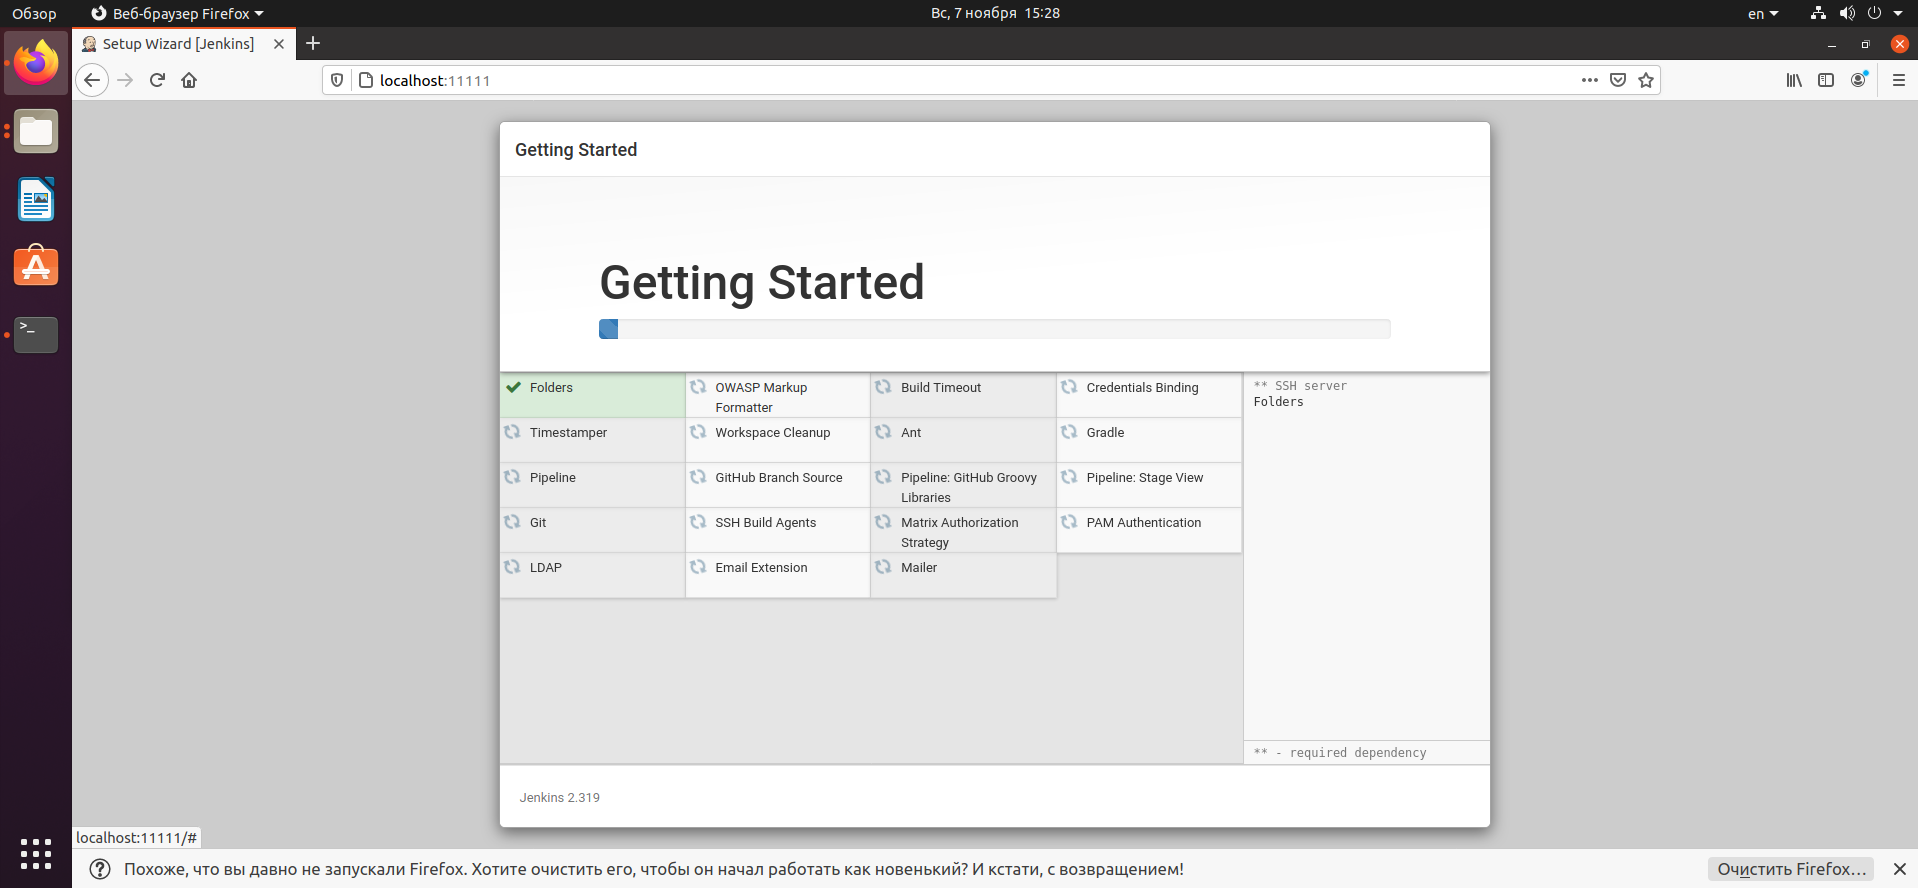 Обзор
Веб-браузер Firefox
Вс, 7 ноября 15:28
en
Setup Wizard [Jenkins]
localhost:11111
Getting Started
Getting Started
Folders
OWASP Markup
Formatter
Build Timeout
Credentials Binding
Timestamper
Workspace Cleanup
Ant
Gradle
Pipeline
GitHub Branch Source
Pipeline: GitHub Groovy
Libraries
Pipeline: Stage View
Git
SSH Build Agents
Matrix Authorization
Strategy
PAM Authentication
LDAP
Email Extension
Mailer
** SSH server
Folders
** - required dependency
Jenkins 2.319
localhost:11111/#
Похоже, что вы давно не запускали Firefox. Хотите очистить его, чтобы он начал работать как новенький? И кстати, с возвращением!
Очистить Firefox…